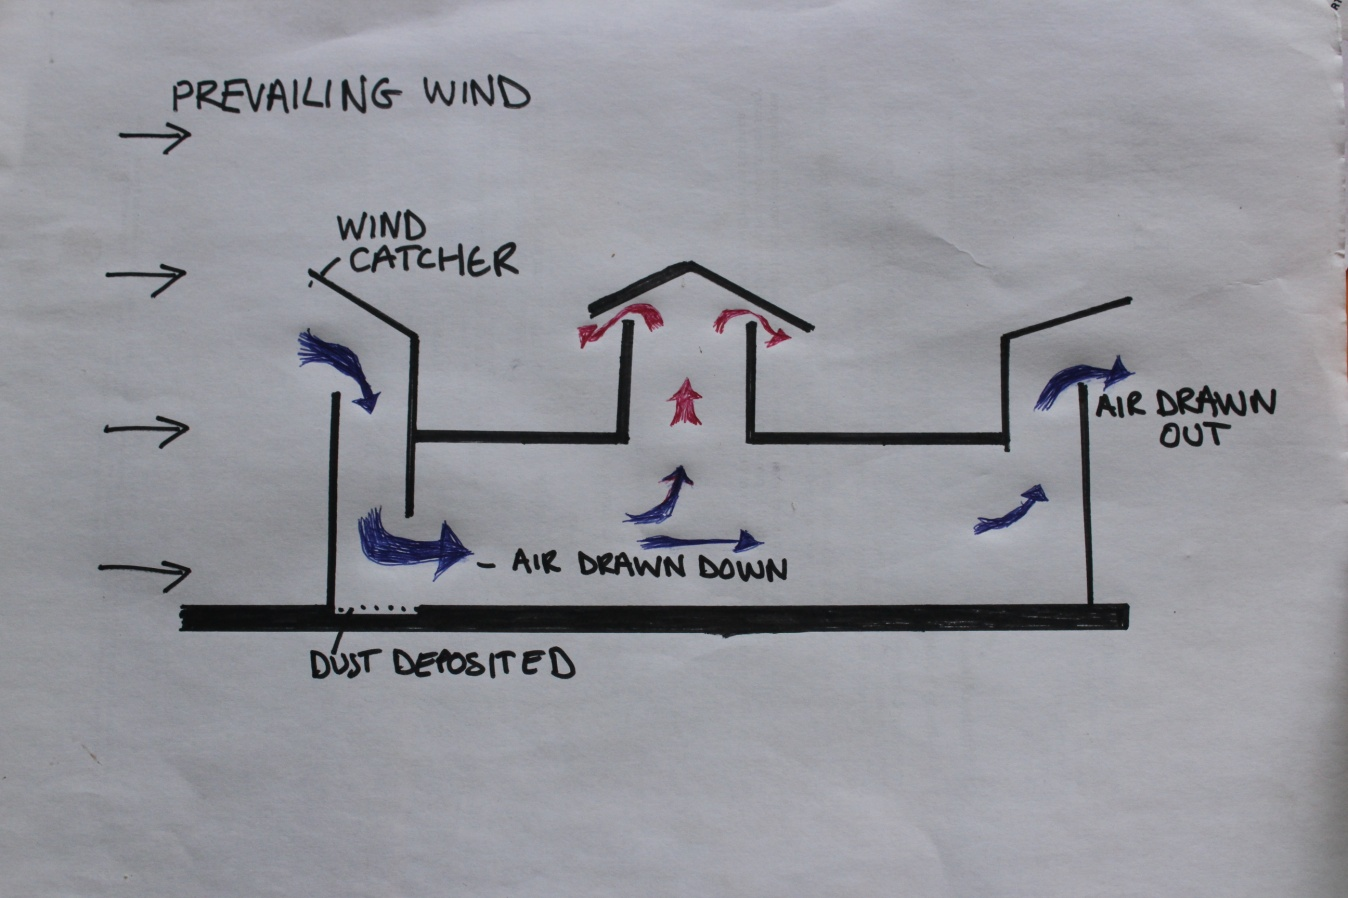 PREVAILING WIND
WIND
CATCHER
AIR DRAWN
OUT
- AIR DRAWN DOWN
DUST DEPOSITED